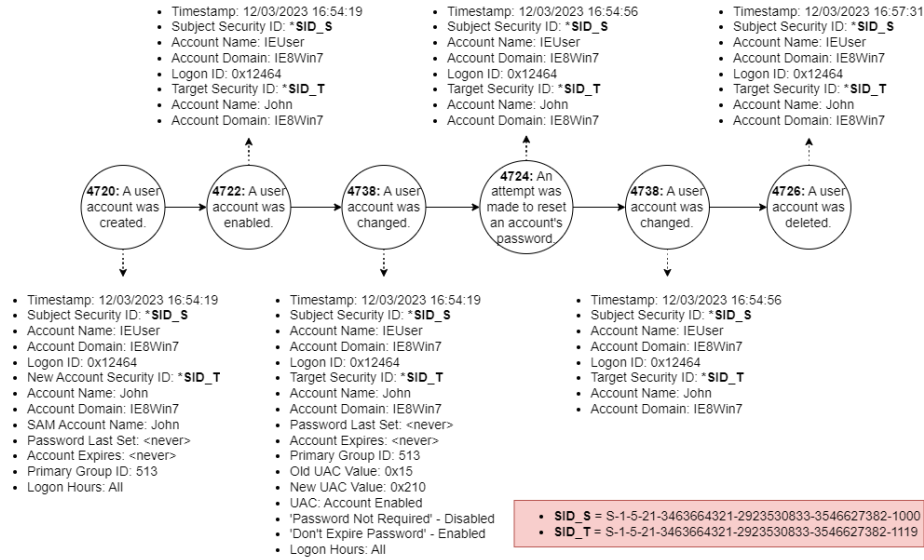 • Timestamp: 12/03/2023 16:54:19
• Subject Security ID: *SID_S
• Account Name: IEUser
• Account Domain: IE8Win7
• Logon ID: 0x12464
• Target Security ID: *SID_T
• Account Name: John
• Account Domain: IE8Win7
• Timestamp: 12/03/2023 16:54:56
• Subject Security ID: *SID_S
• Account Name: IEUser
• Account Domain: IE8Win7
• Logon ID: 0x12464
• Target Security ID: *SID_T
• Account Name: John
• Account Domain: IE8Win7
• Timestamp: 12/03/2023 16:57:31
• Subject Security ID: *SID_S
• Account Name: IEUser
• Account Domain: IE8Win7
• Logon ID: 0x12464
• Target Security ID: *SID_T
• Account Name: John
• Account Domain: IE8Win7
4720: A user
account was
created.
4722: A user
account was
enabled.
4738: A user
account was
changed.
4724: An
attempt was
made to reset
an account's
password.
4738: A user
account was
changed.
4726: A user
account was
deleted.
• Timestamp: 12/03/2023 16:54:19
• Subject Security ID: *SID_S
• Account Name: IEUser
• Account Domain: IE8Win7
• Logon ID: 0x12464
• New Account Security ID: *SID_T
• Account Name: John
• Account Domain: IE8Win7
• SAM Account Name: John
• Password Last Set: <never>
• Account Expires: <never>
• Primary Group ID: 513
• Logon Hours: All
• Timestamp: 12/03/2023 16:54:19
• Subject Security ID: *SID_S
• Account Name: IEUser
• Account Domain: IE8Win7
• Logon ID: 0x12464
• Target Security ID: *SID_T
• Account Name: John
• Account Domain: IE8Win7
• Password Last Set: <never>
• Account Expires: <never>
• Primary Group ID: 513
• Old UAC Value: 0x15
• New UAC Value: 0x210
• UAC: Account Enabled
• 'Password Not Required' - Disabled
• 'Don't Expire Password' - Enabled
• Logon Hours: All
• Timestamp: 12/03/2023 16:54:56
• Subject Security ID: *SID_S
• Account Name: IEUser
• Account Domain: IE8Win7
• Logon ID: 0x12464
• Target Security ID: *SID_T
• Account Name: John
• Account Domain: IE8Win7
• SID_S = S-1-5-21-3463664321-2923530833-3546627382-1000
• SID_T = S-1-5-21-3463664321-2923530833-3546627382-1119